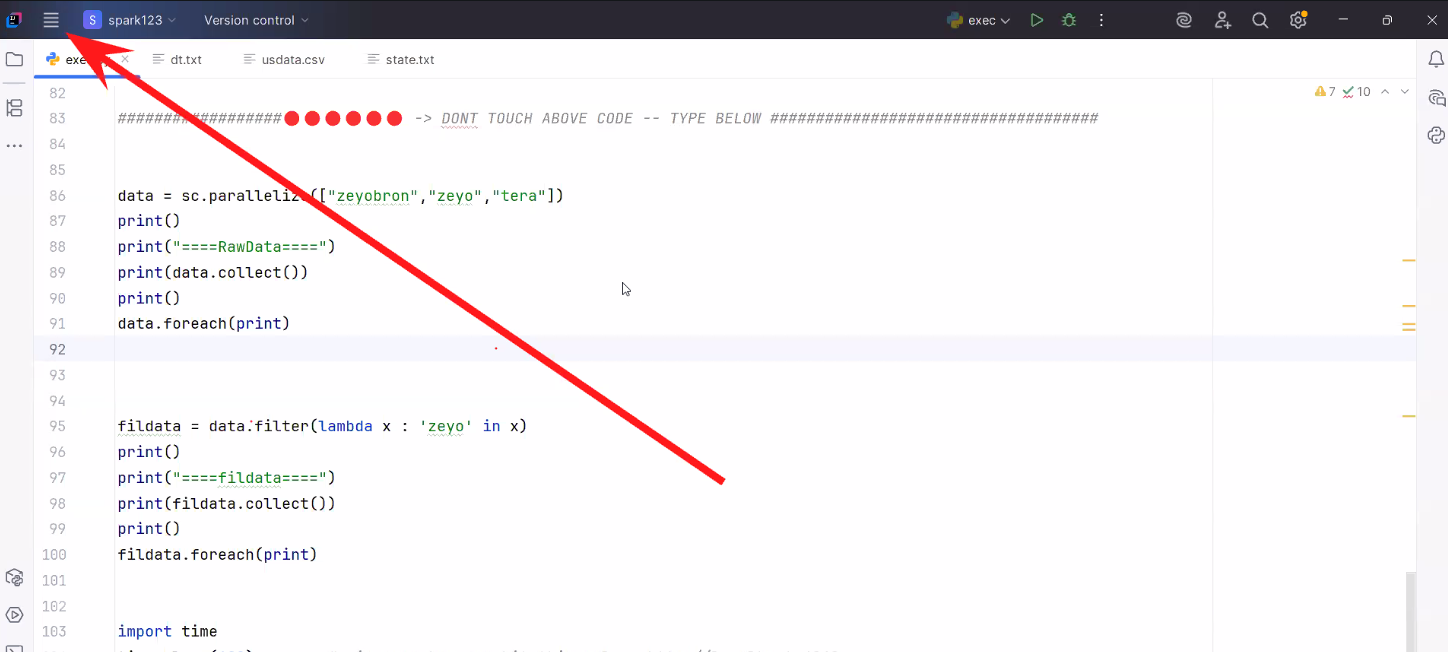 S spark123 Version control exec
dt.txt usdata.csv state.txt
82 7 10
83 ################## -> DONT TOUCH ABOVE CODE -- TYPE BELOW ####################################
84
85
86 data = sc.parallelize(["zeyobron","zeyo","tera"])
87 print()
88 print("====RawData====")
89 print(data.collect())
90 print()
91 data.foreach(print)
92
93
94
95 fildata = data.filter(lambda x : 'zeyo' in x)
96 print()
97 print("====fildata====")
98 print(fildata.collect())
99 print()
100 fildata.foreach(print)
101
102
103 import time